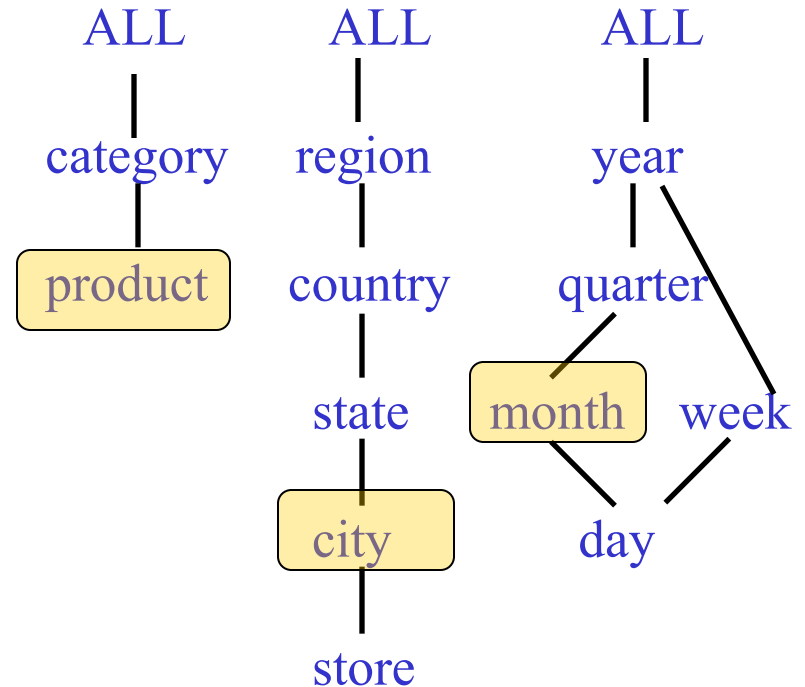 ALL ALL ALL
category region year
product country quarter
state month week
city day
store